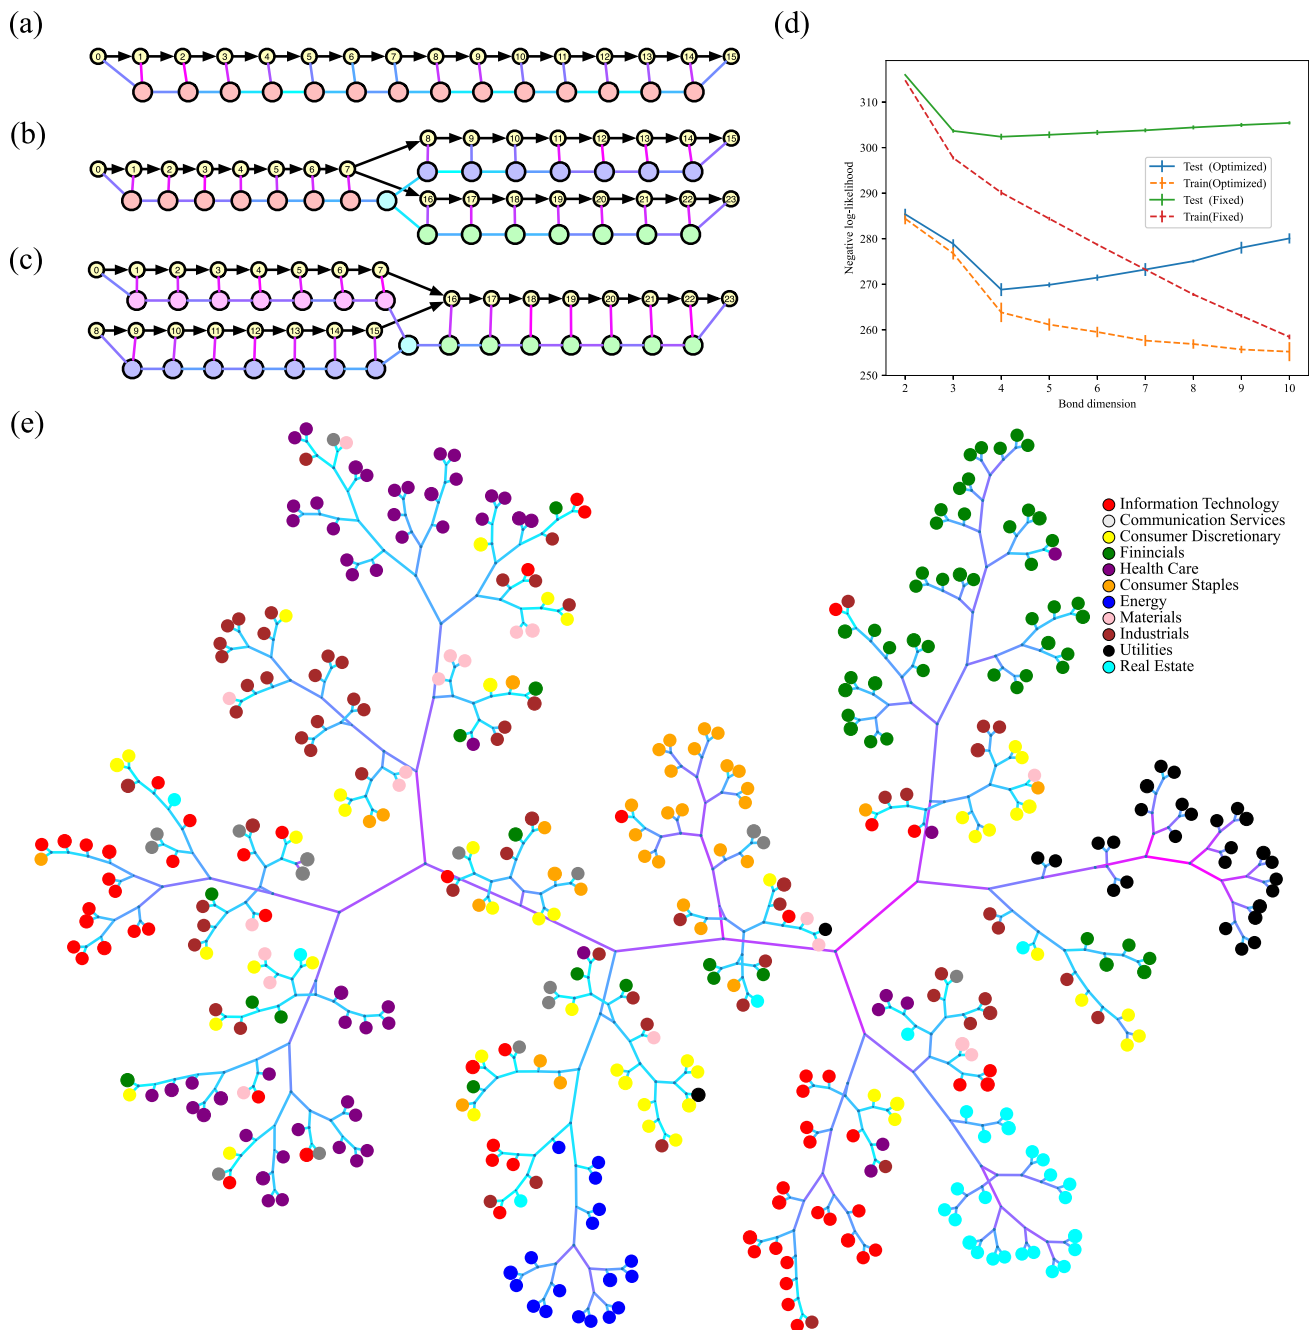 (a)
0 1 2 3 4 5 6 7 8 9 10 11 12 13 14 15
(b)
8 9 10 11 12 13 14 15
0 1 2 3 4 5 6 7
16 17 18 19 20 21 22 23
(c)
0 1 2 3 4 5 6 7
16 17 18 19 20 21 22 23
8 9 10 11 12 13 14 15
(d)
Negative log-likelihood
310
300
290
280
270
260
250
2 3 4 5 6 7 8 9 10
Bond dimension
Test (Optimized)
Train(Optimized)
Test (Fixed)
Train(Fixed)
(e)
Information Technology
Communication Services
Consumer Discretionary
Finincials
Health Care
Consumer Staples
Energy
Materials
Industrials
Utilities
Real Estate